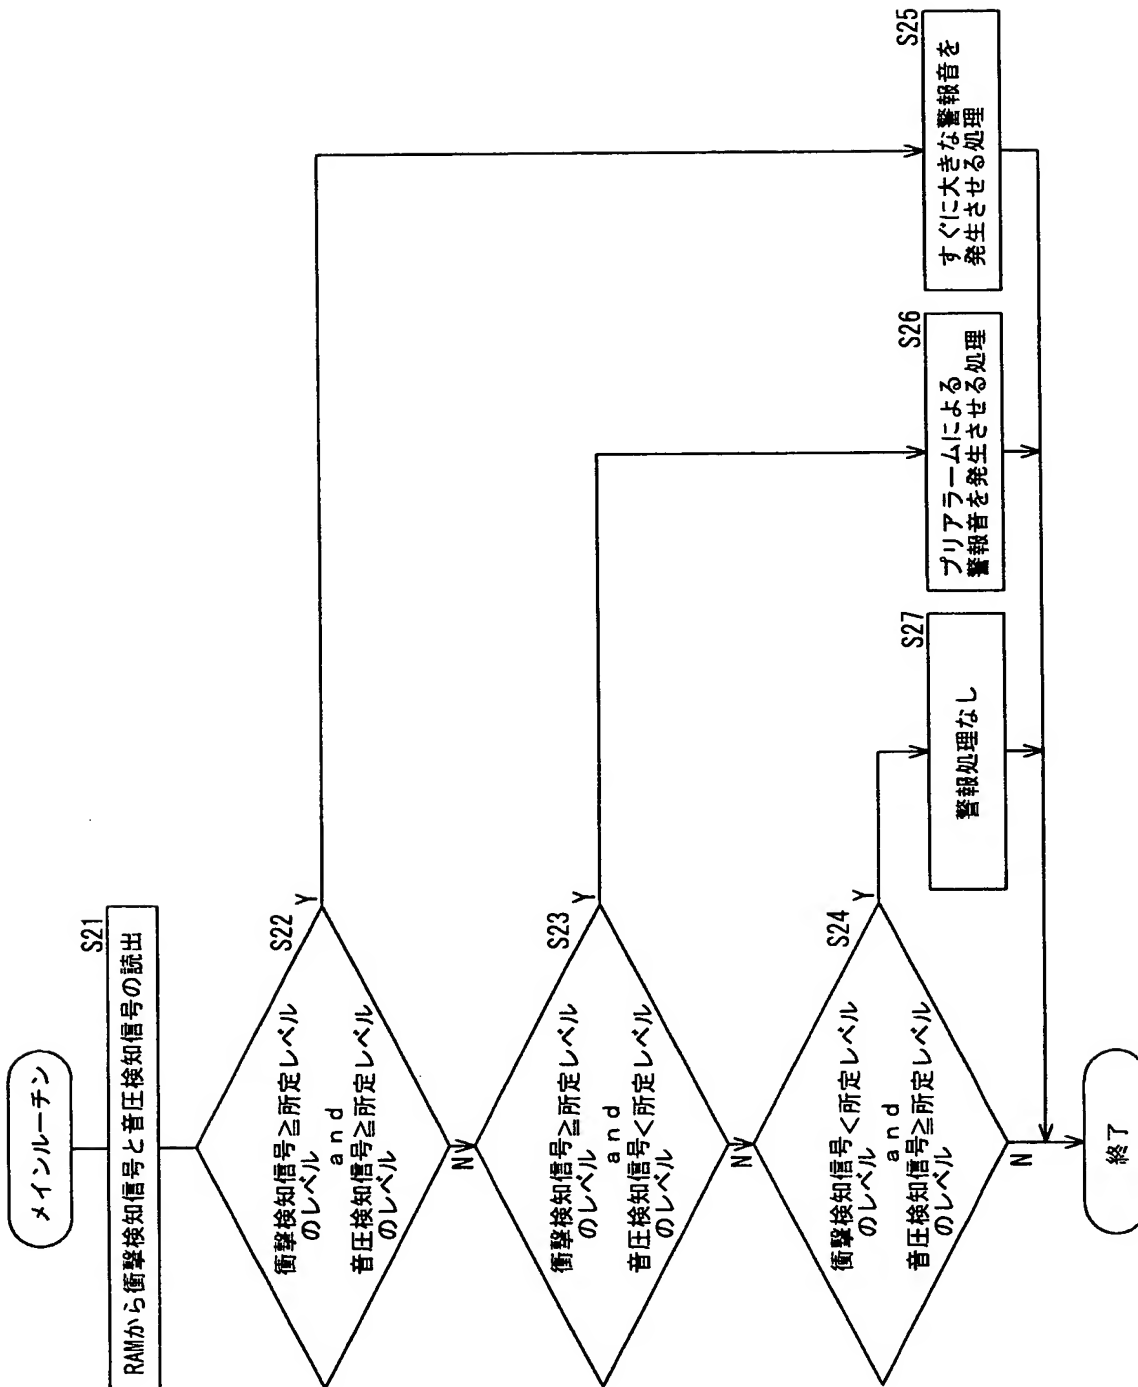 メインルーチン
S21
RAMから衝撃検知信号と音圧検知信号の読出
S22
衝撃検知信号≧所定レベル
のレベル
and
音圧検知信号≧所定レベル
のレベル
Y
N
S23
衝撃検知信号≧所定レベル
のレベル
and
音圧検知信号<所定レベル
のレベル
Y
N
S24
衝撃検知信号<所定レベル
のレベル
and
音圧検知信号≧所定レベル
のレベル
Y
N
S27
警報処理なし
S26
プリアラームによる
警報音を発生させる処理
S25
すぐに大きな警報音を
発生させる処理
終了